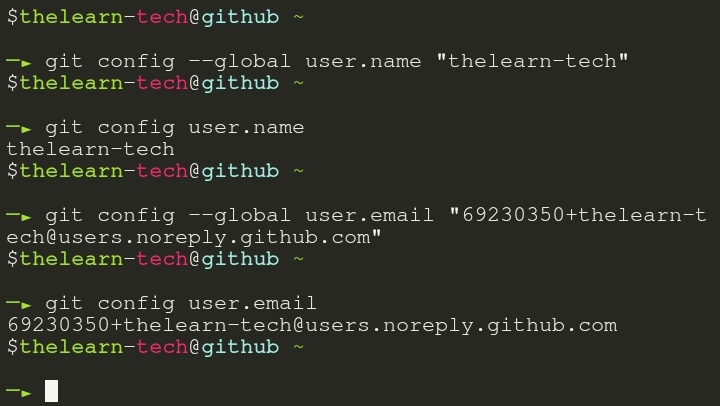 $thelearn-tech@github ~
─► git config --global user.name "thelearn-tech"
$thelearn-tech@github ~
─► git config user.name
thelearn-tech
$thelearn-tech@github ~
─► git config --global user.email "69230350+thelearn-t
ech@users.noreply.github.com"
$thelearn-tech@github ~
─► git config user.email
69230350+thelearn-tech@users.noreply.github.com
$thelearn-tech@github ~
─►